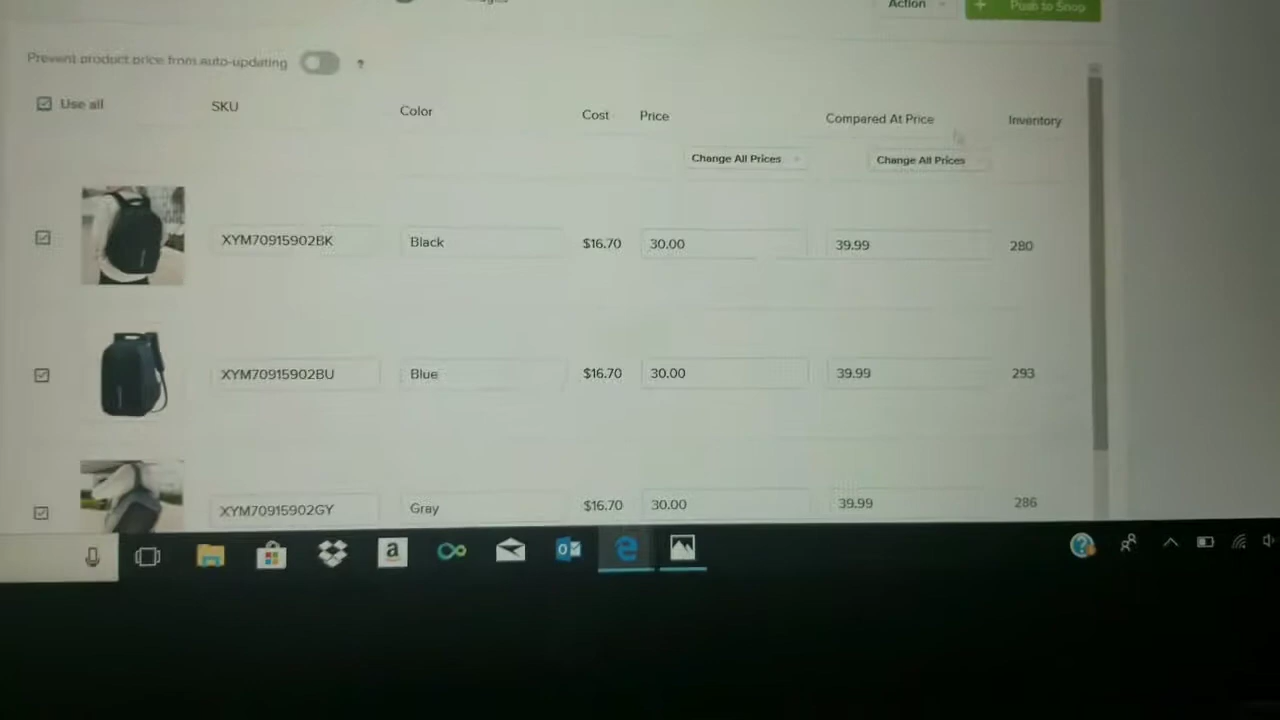 Action
+ Push to Shop
Prevent product price from auto-updating ?
Use all SKU Color Cost Price Compared At Price Inventory
Change All Prices Change All Prices
XYM70915902BK Black $16.70 30.00 39.99 280
XYM70915902BU Blue $16.70 30.00 39.99 293
XYM70915902GY Gray $16.70 30.00 39.99 286
a
O
e
?